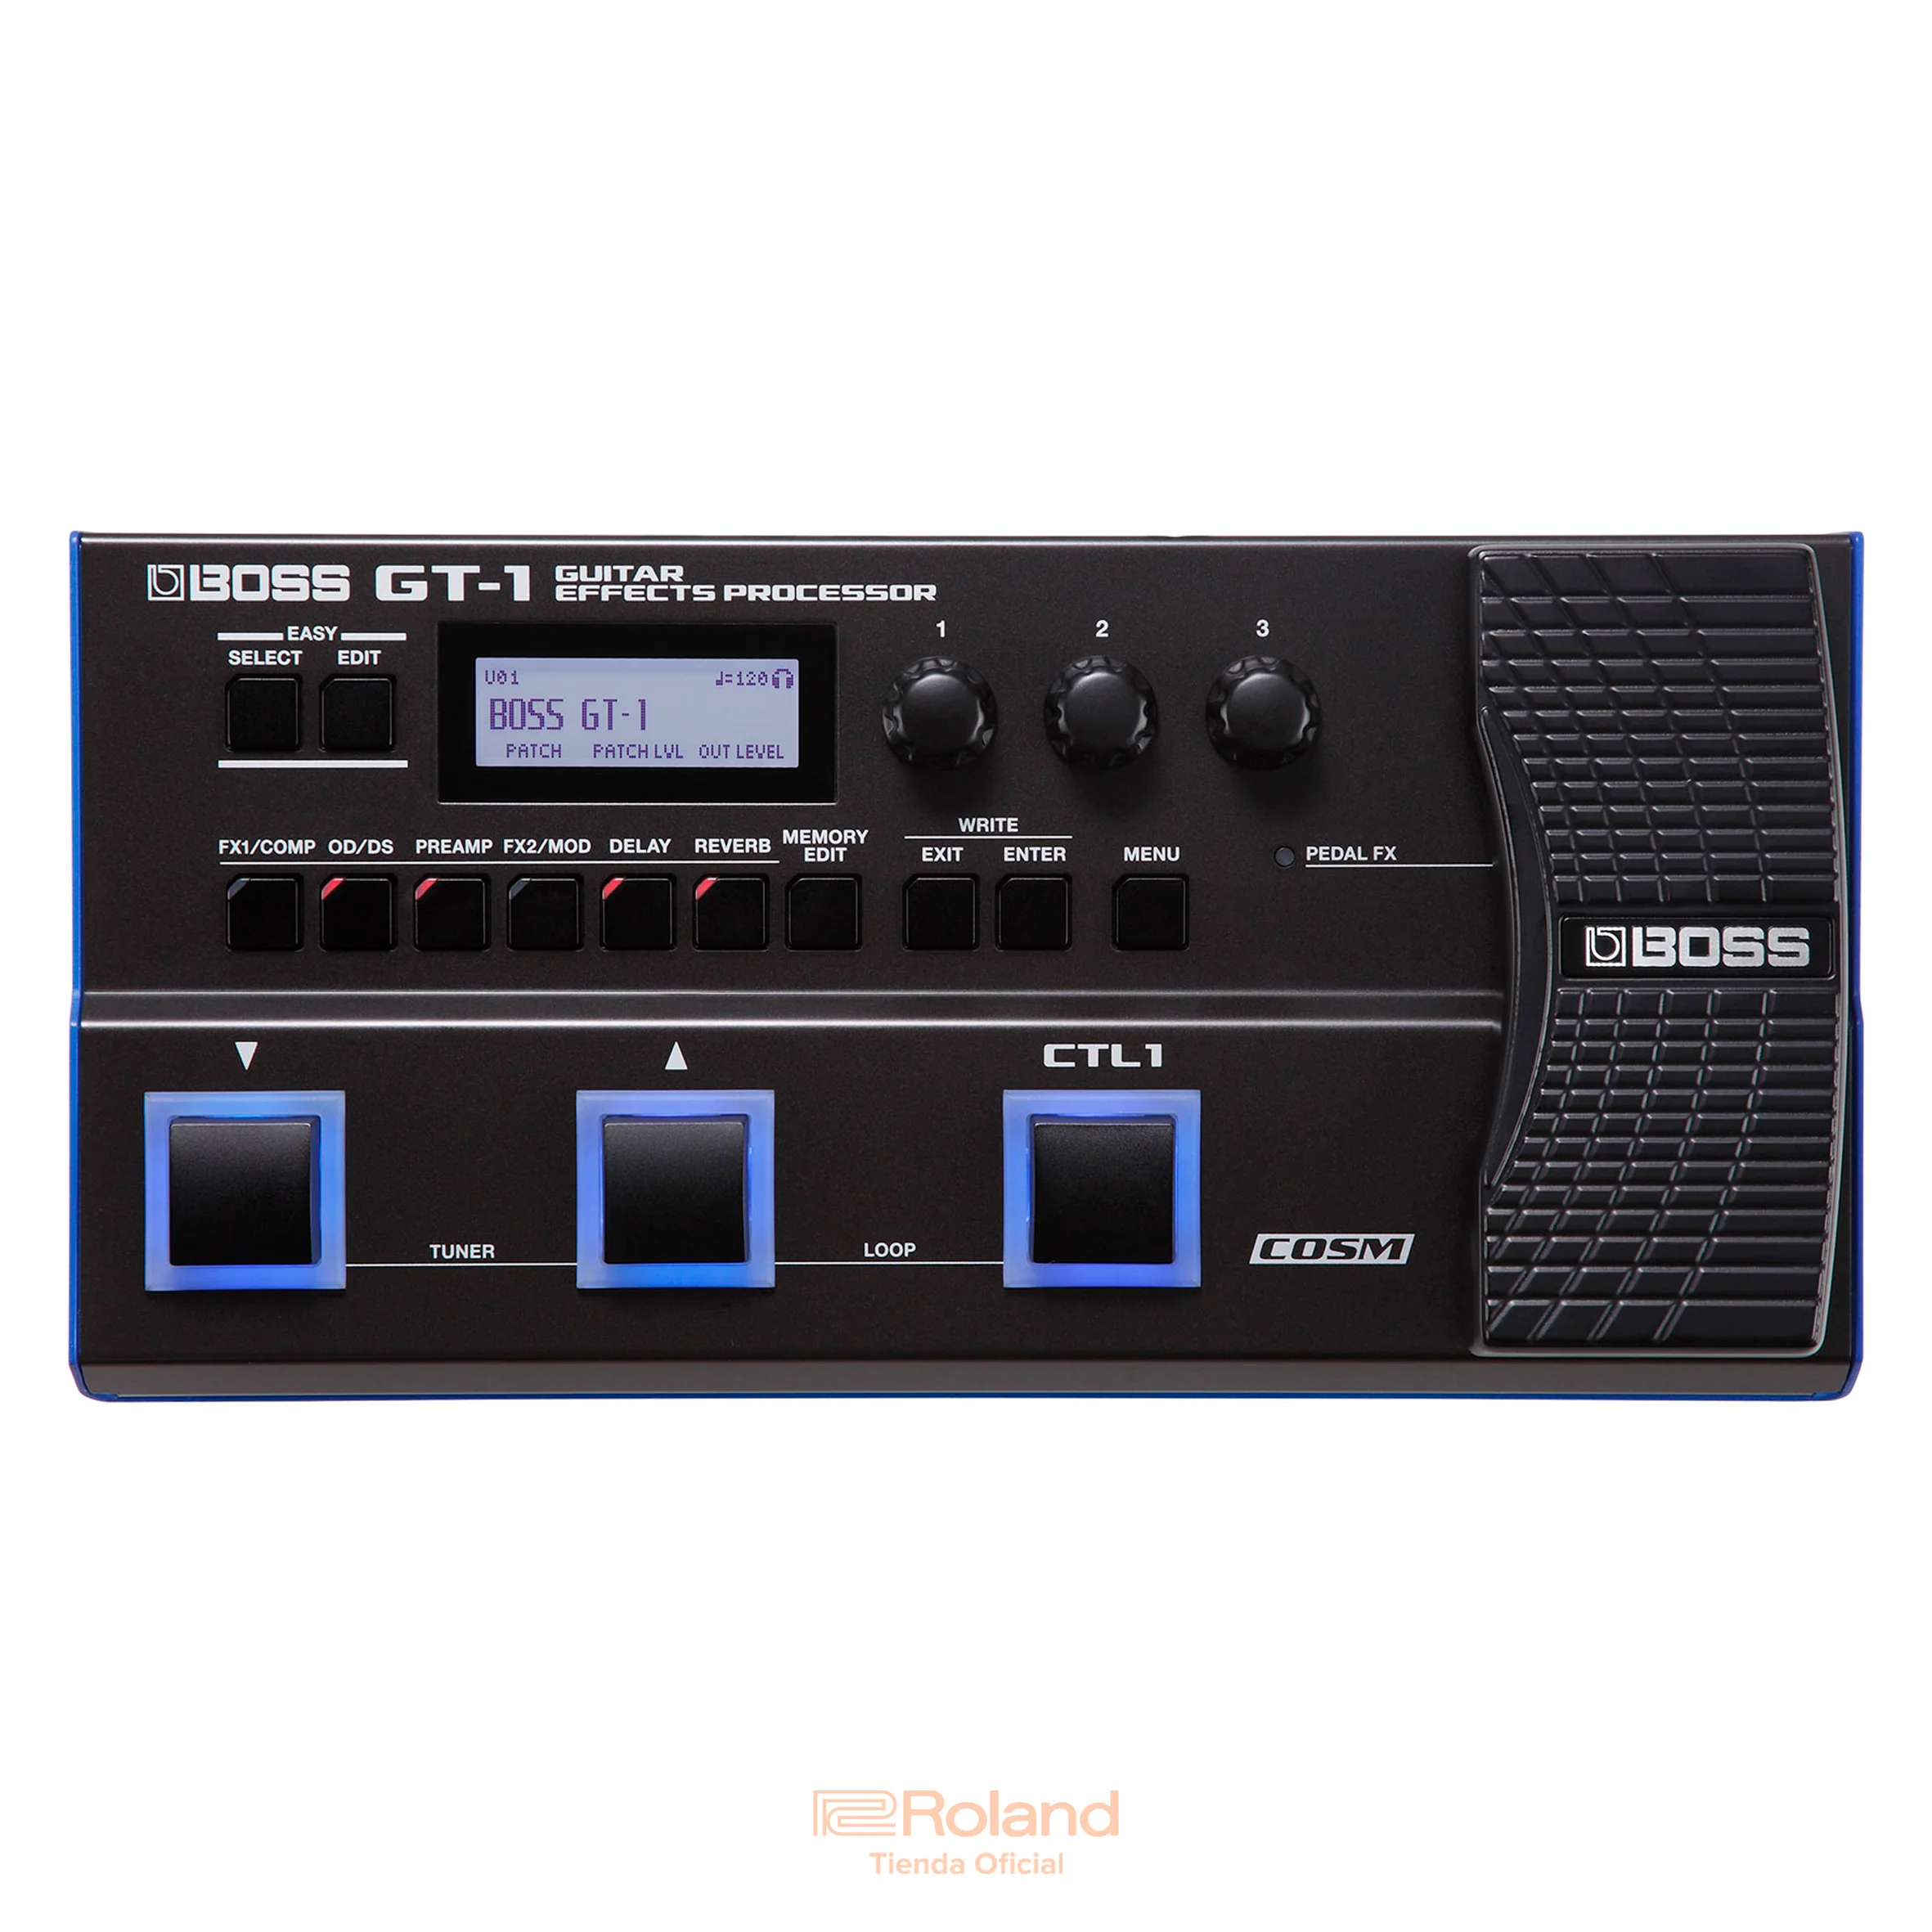 BOSS GT-1 GUITAR EFFECTS PROCESSOR
EASY
SELECT EDIT
U01 ♩=120
BOSS GT-1
PATCH PATCH LVL OUT LEVEL
1 2 3
FX1/COMP OD/DS PREAMP FX2/MOD DELAY REVERB MEMORY EDIT
WRITE
EXIT ENTER MENU
PEDAL FX
BOSS
▼ ▲ CTL1
TUNER LOOP
COSM
Roland
Tienda Oficial